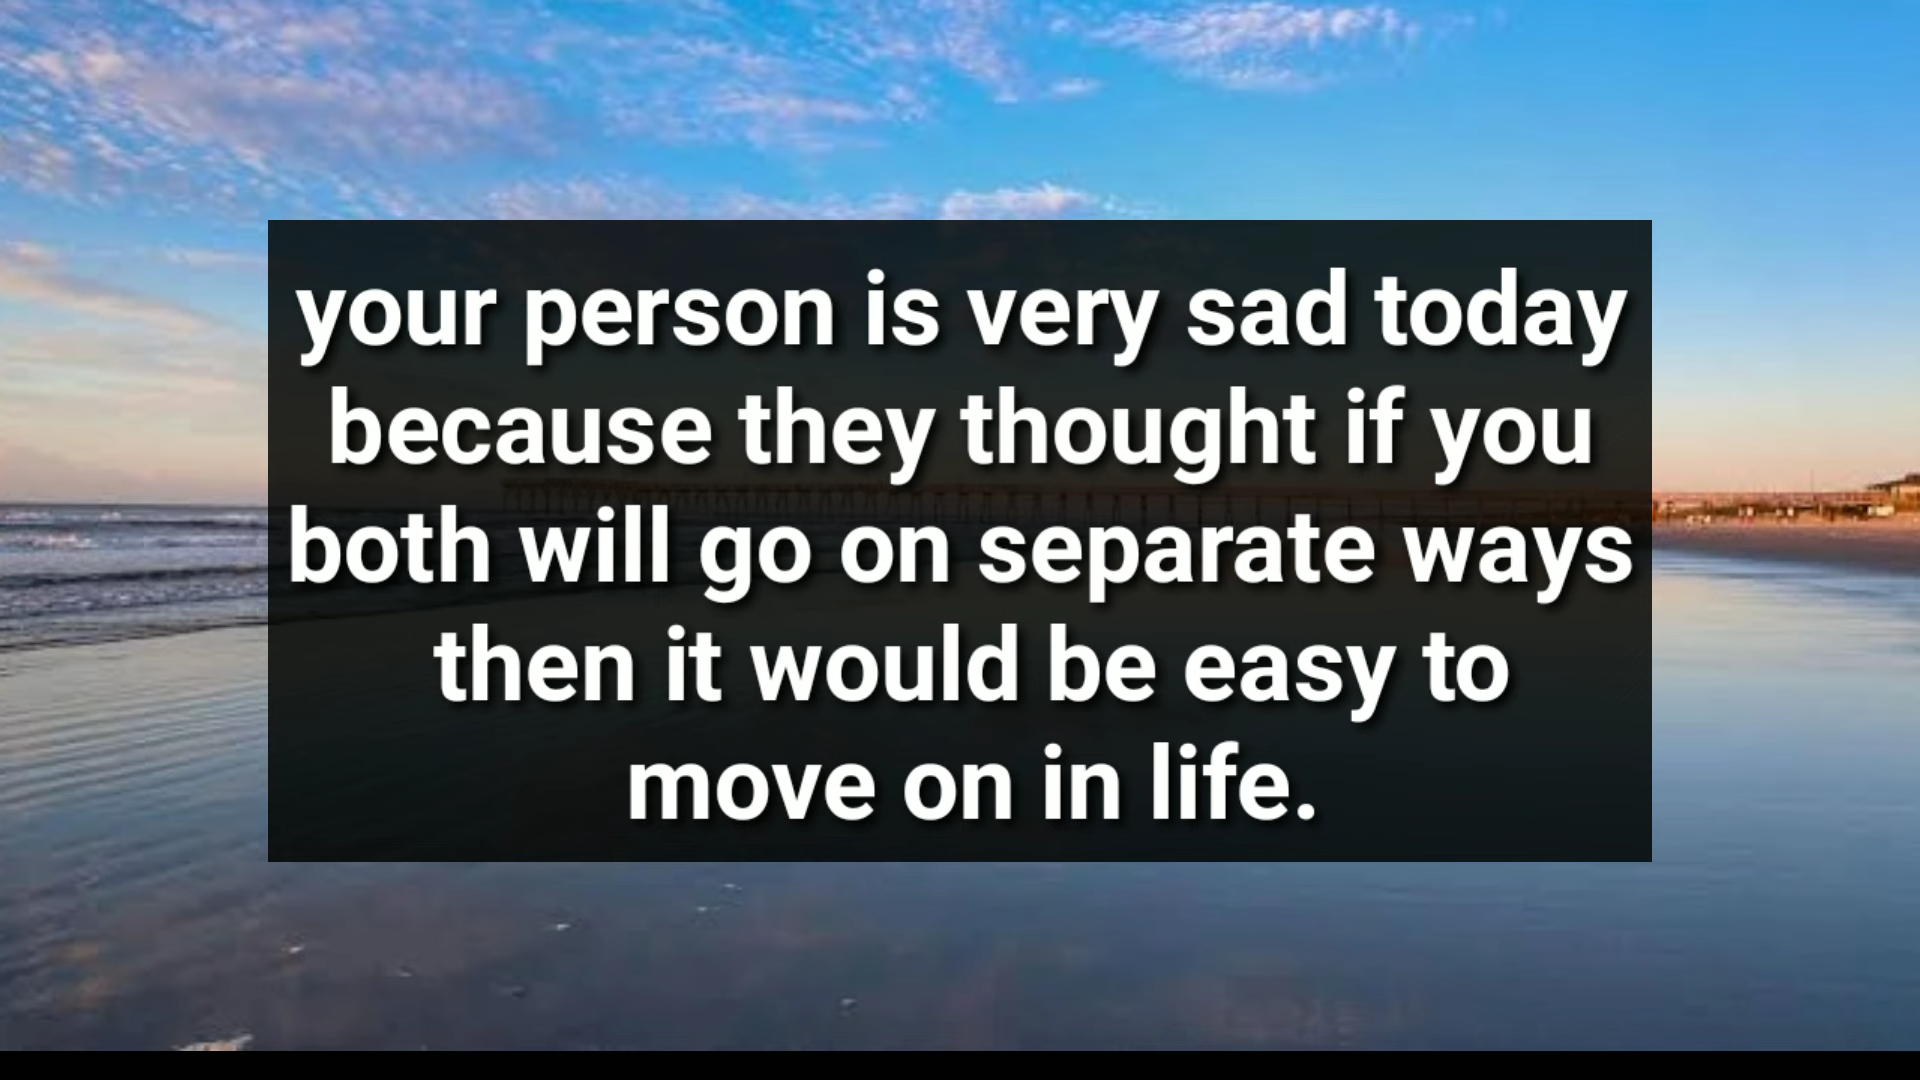 your person is very sad today
because they thought if you
both will go on separate ways
then it would be easy to
move on in life.